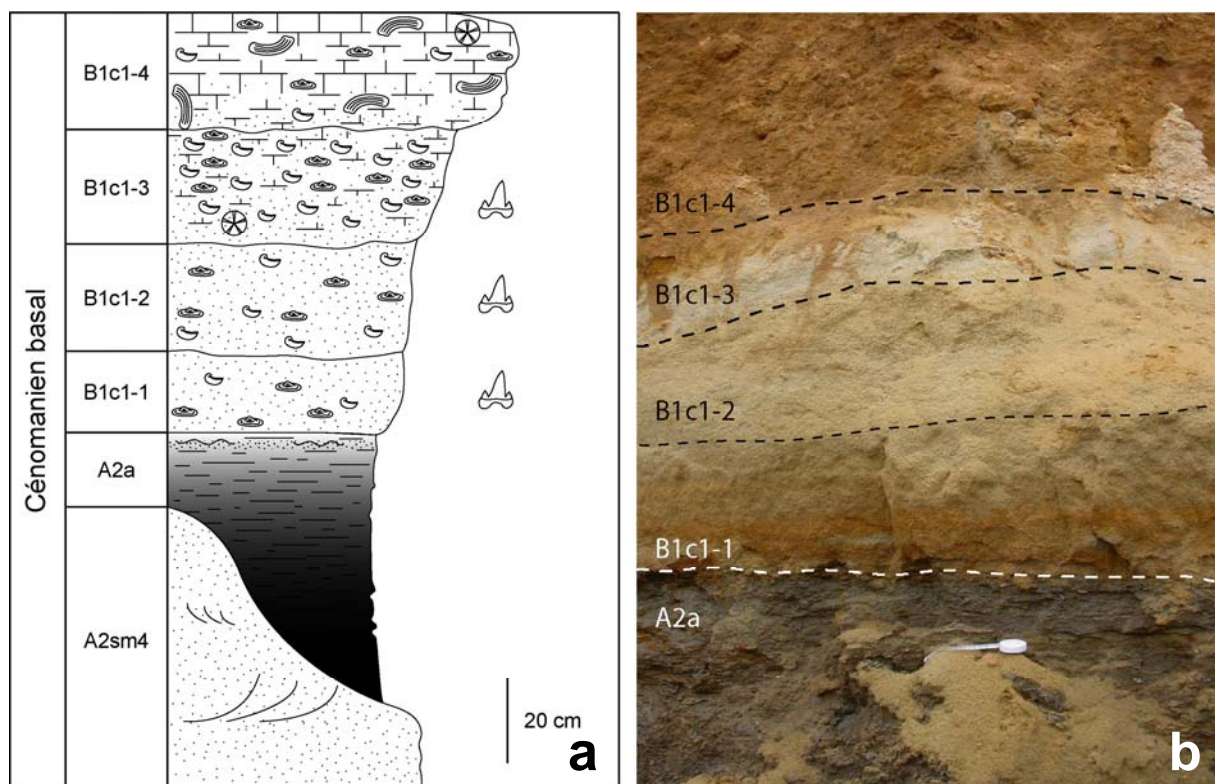 Cénomanien basal
B1c1-4
B1c1-3
B1c1-2
B1c1-1
A2a
A2sm4
20 cm
a
B1c1-4
B1c1-3
B1c1-2
B1c1-1
A2a
b